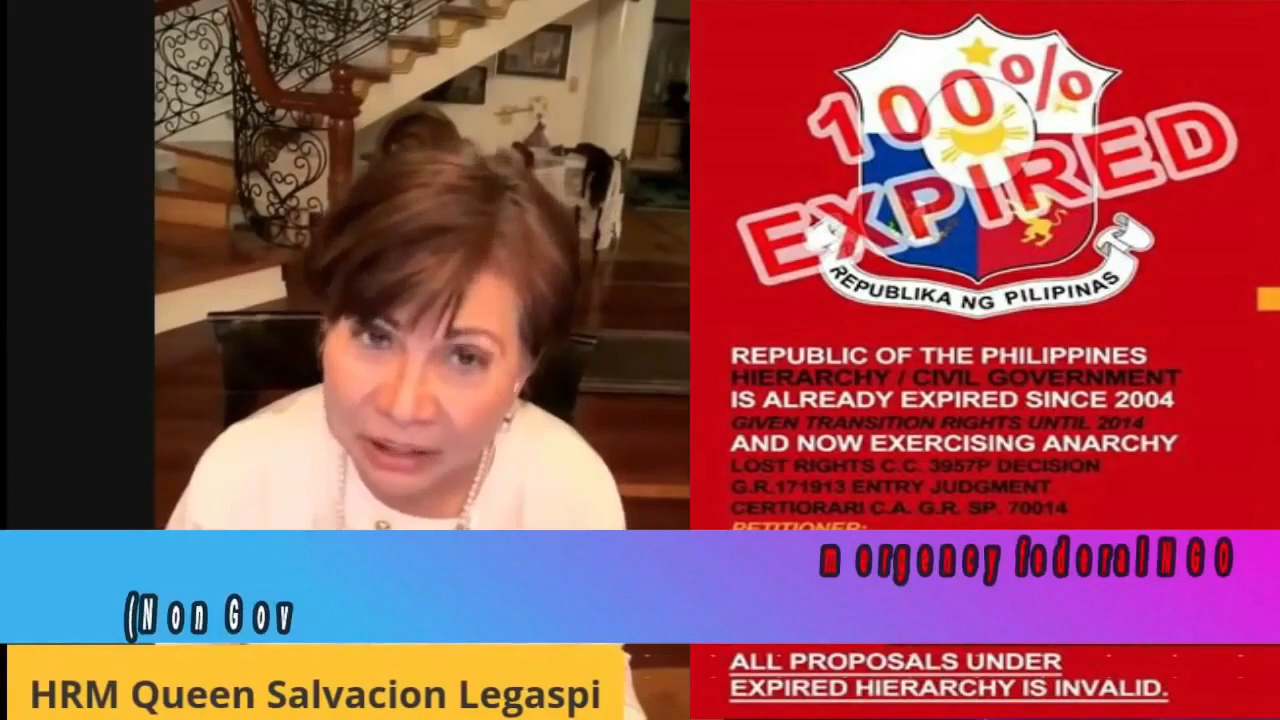 100%
EXPIRED
REPUBLIKA NG PILIPINAS
REPUBLIC OF THE PHILIPPINES
HIERARCHY / CIVIL GOVERNMENT
IS ALREADY EXPIRED SINCE 2004
GIVEN TRANSITION RIGHTS UNTIL 2014
AND NOW EXERCISING ANARCHY
LOST RIGHTS C.C. 3957P DECISION
G.R.171913 ENTRY JUDGMENT
CERTIORARI C.A. G.R. SP. 70014
PETITIONER:
m ergency federal NGO
(Non Gov
ALL PROPOSALS UNDER
EXPIRED HIERARCHY IS INVALID.
HRM Queen Salvacion Legaspi